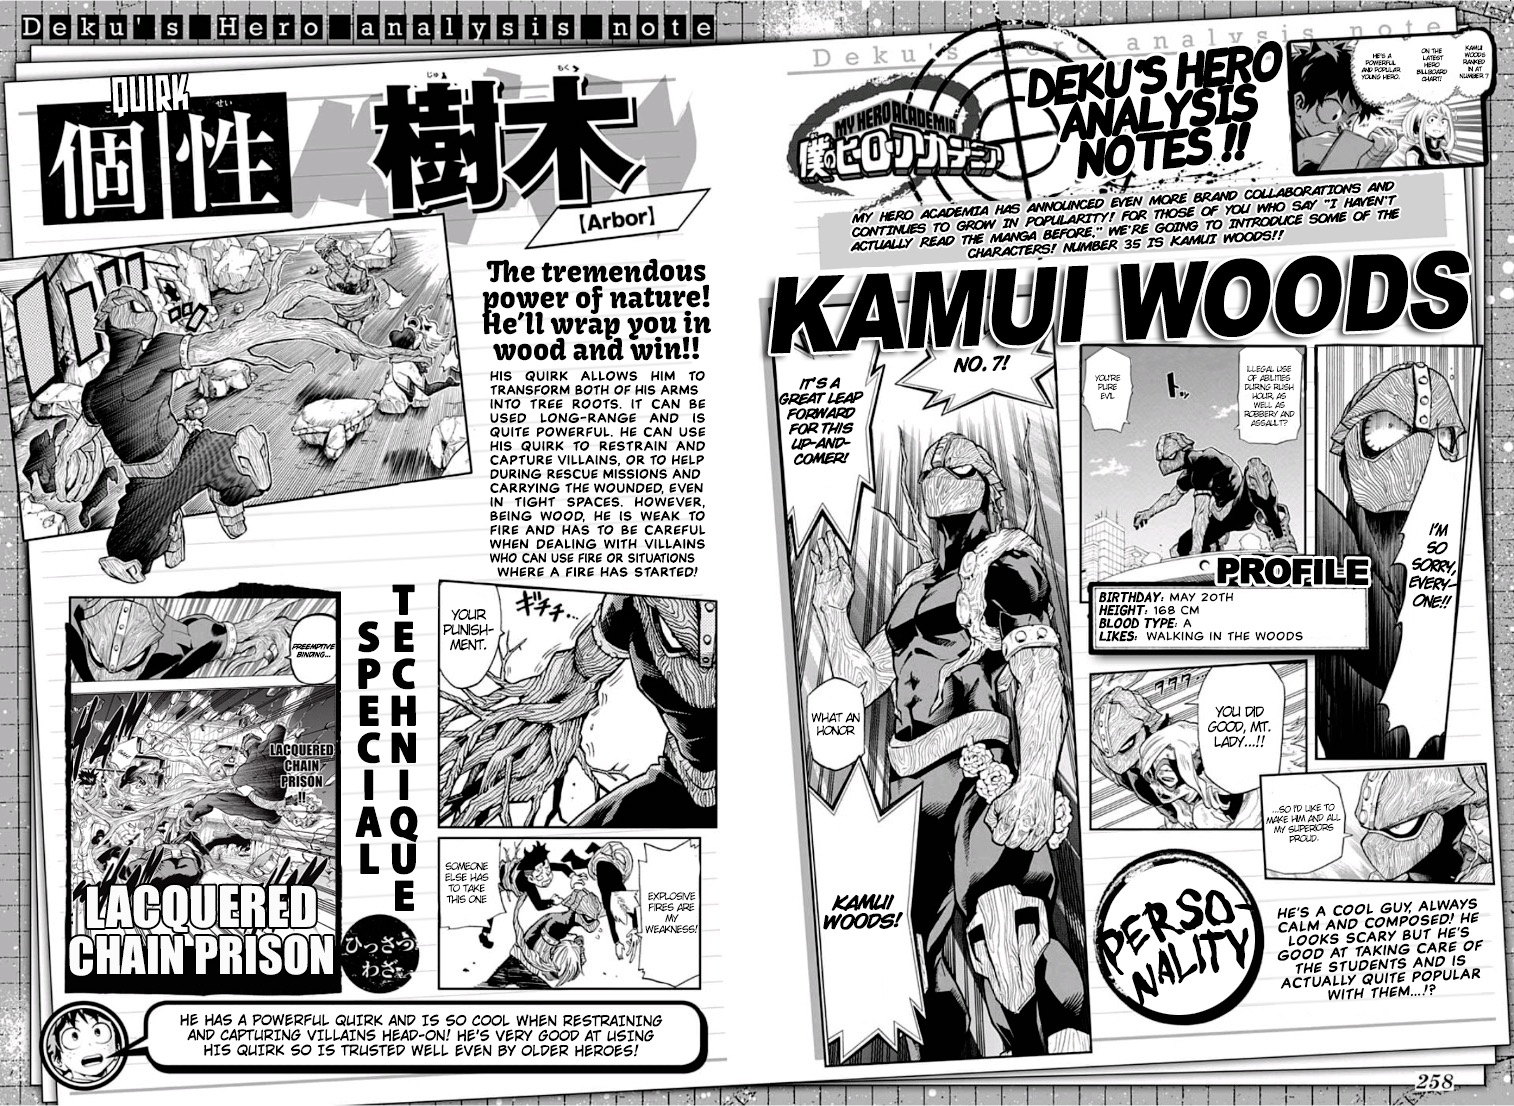 Deku's Hero analysis note
QUIRK
せい
個性
じゅ もく
樹木
【Arbor】
The tremendous
power of nature!
He'll wrap you in
wood and win!!
HIS QUIRK ALLOWS HIM TO
TRANSFORM BOTH OF HIS ARMS
INTO TREE ROOTS. IT CAN BE
USED LONG-RANGE AND IS
QUITE POWERFUL. HE CAN USE
HIS QUIRK TO RESTRAIN AND
CAPTURE VILLAINS, OR TO HELP
DURING RESCUE MISSIONS AND
CARRYING THE WOUNDED, EVEN
IN TIGHT SPACES. HOWEVER,
BEING WOOD, HE IS WEAK TO
FIRE AND HAS TO BE CAREFUL
WHEN DEALING WITH VILLAINS
WHO CAN USE FIRE OR SITUATIONS
WHERE A FIRE HAS STARTED!
PREEMPTIVE
BINDING...
LACQUERED
CHAIN
PRISON
!!
LACQUERED
CHAIN PRISON
SPECIAL
TECHNIQUE
ひっさつ
わざ
YOUR
PUNISH-
MENT.
ギチチ...
SOMEONE
ELSE HAS
TO TAKE
THIS ONE
EXPLOSIVE
FIRES ARE
MY
WEAKNESS!
HE HAS A POWERFUL QUIRK AND IS SO COOL WHEN RESTRAINING
AND CAPTURING VILLAINS HEAD-ON! HE'S VERY GOOD AT USING
HIS QUIRK SO IS TRUSTED WELL EVEN BY OLDER HEROES!
Deku's Hero analysis note
MY HERO ACADEMIA
僕のヒーローアカデミア
DEKU'S HERO
ANALYSIS
NOTES!!
HE'S A
POWERFUL
AND POPULAR
YOUNG HERO.
ON THE
LATEST
HERO
BILLBOARD
CHART!!
KAMUI
WOODS
RANKED
IN AT
NUMBER 7
MY HERO ACADEMIA HAS ANNOUNCED EVEN MORE BRAND COLLABORATIONS AND
CONTINUES TO GROW IN POPULARITY! FOR THOSE OF YOU WHO SAY "I HAVEN'T
ACTUALLY READ THE MANGA BEFORE," WE'RE GOING TO INTRODUCE SOME OF THE
CHARACTERS! NUMBER 35 IS KAMUI WOODS!!
KAMUI WOODS
IT'S A
GREAT LEAP
FORWARD
FOR THIS
UP-AND-
COMER!
NO. 7!
WHAT AN
HONOR
KAMUI
WOODS!
YOU'RE
PURE
EVIL
ILLEGAL USE
OF ABILITIES
DURING RUSH
HOUR, AS
WELL AS
ROBBERY AND
ASSAULT?
I'M
SO
SORRY,
EVERY-
ONE!!
PROFILE
BIRTHDAY: MAY 20TH
HEIGHT: 168 CM
BLOOD TYPE: A
LIKES: WALKING IN THE WOODS
YOU DID
GOOD, MT.
LADY...!!
...SO I'D LIKE TO
MAKE HIM AND ALL
MY SUPERIORS
PROUD.
PERSO-
NALITY
HE'S A COOL GUY, ALWAYS
CALM AND COMPOSED! HE
LOOKS SCARY BUT HE'S
GOOD AT TAKING CARE OF
THE STUDENTS AND IS
ACTUALLY QUITE POPULAR
WITH THEM...!?
258